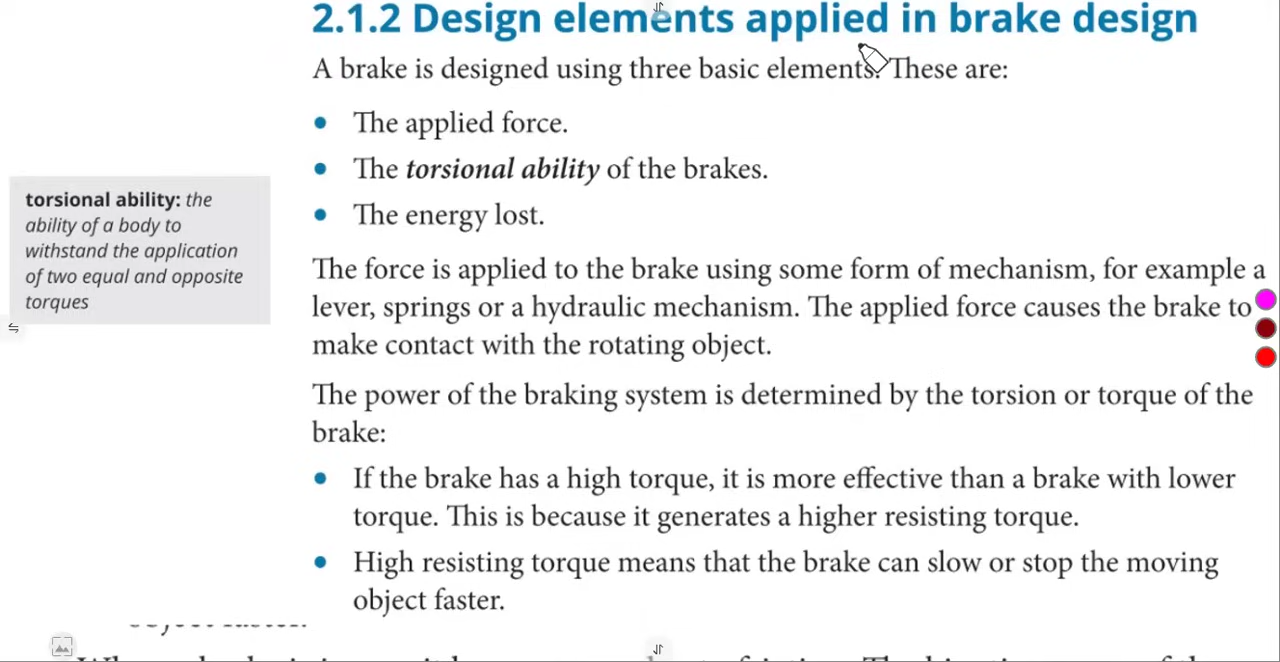 2.1.2 Design elements applied in brake design
A brake is designed using three basic elements. These are:
• The applied force.
• The torsional ability of the brakes.
• The energy lost.
torsional ability: the
ability of a body to
withstand the application
of two equal and opposite
torques
The force is applied to the brake using some form of mechanism, for example a
lever, springs or a hydraulic mechanism. The applied force causes the brake to
make contact with the rotating object.
The power of the braking system is determined by the torsion or torque of the
brake:
• If the brake has a high torque, it is more effective than a brake with lower
torque. This is because it generates a higher resisting torque.
• High resisting torque means that the brake can slow or stop the moving
object faster.
object faster.